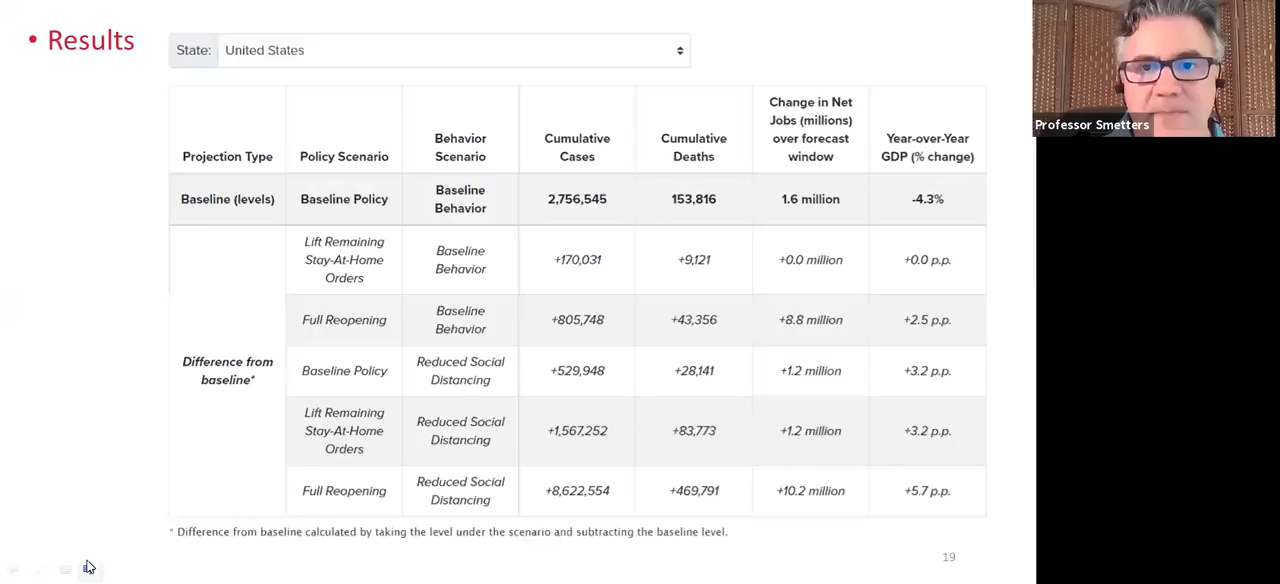 • Results
State: United States
Professor Smetters
Projection Type
Policy Scenario
Behavior
Scenario
Cumulative
Cases
Cumulative
Deaths
Change in Net
Jobs (millions)
over forecast
window
Year-over-Year
GDP (% change)
Baseline (levels)
Baseline Policy
Baseline
Behavior
2,756,545
153,816
1.6 million
-4.3%
Difference from
baseline*
Lift Remaining
Stay-At-Home
Orders
Baseline
Behavior
+170,031
+9,121
+0.0 million
+0.0 p.p.
Full Reopening
Baseline
Behavior
+805,748
+43,356
+8.8 million
+2.5 p.p.
Baseline Policy
Reduced Social
Distancing
+529,948
+28,141
+1.2 million
+3.2 p.p.
Lift Remaining
Stay-At-Home
Orders
Reduced Social
Distancing
+1,567,252
+83,773
+1.2 million
+3.2 p.p.
Full Reopening
Reduced Social
Distancing
+8,622,554
+469,791
+10.2 million
+5.7 p.p.
* Difference from baseline calculated by taking the level under the scenario and subtracting the baseline level.
19